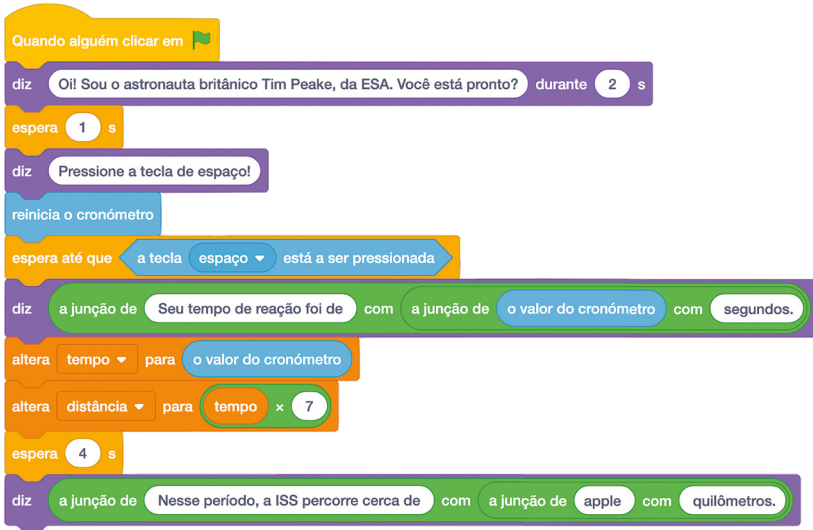 Quando alguém clicar em
diz Oi! Sou o astronauta britânico Tim Peake, da ESA. Você está pronto? durante 2 s
espera 1 s
diz Pressione a tecla de espaço!
reinicia o cronómetro
espera até que a tecla espaço está a ser pressionada
diz a junção de Seu tempo de reação foi de com a junção de o valor do cronómetro com segundos.
altera tempo para o valor do cronómetro
altera distância para tempo × 7
espera 4 s
diz a junção de Nesse período, a ISS percorre cerca de com a junção de apple com quilômetros.